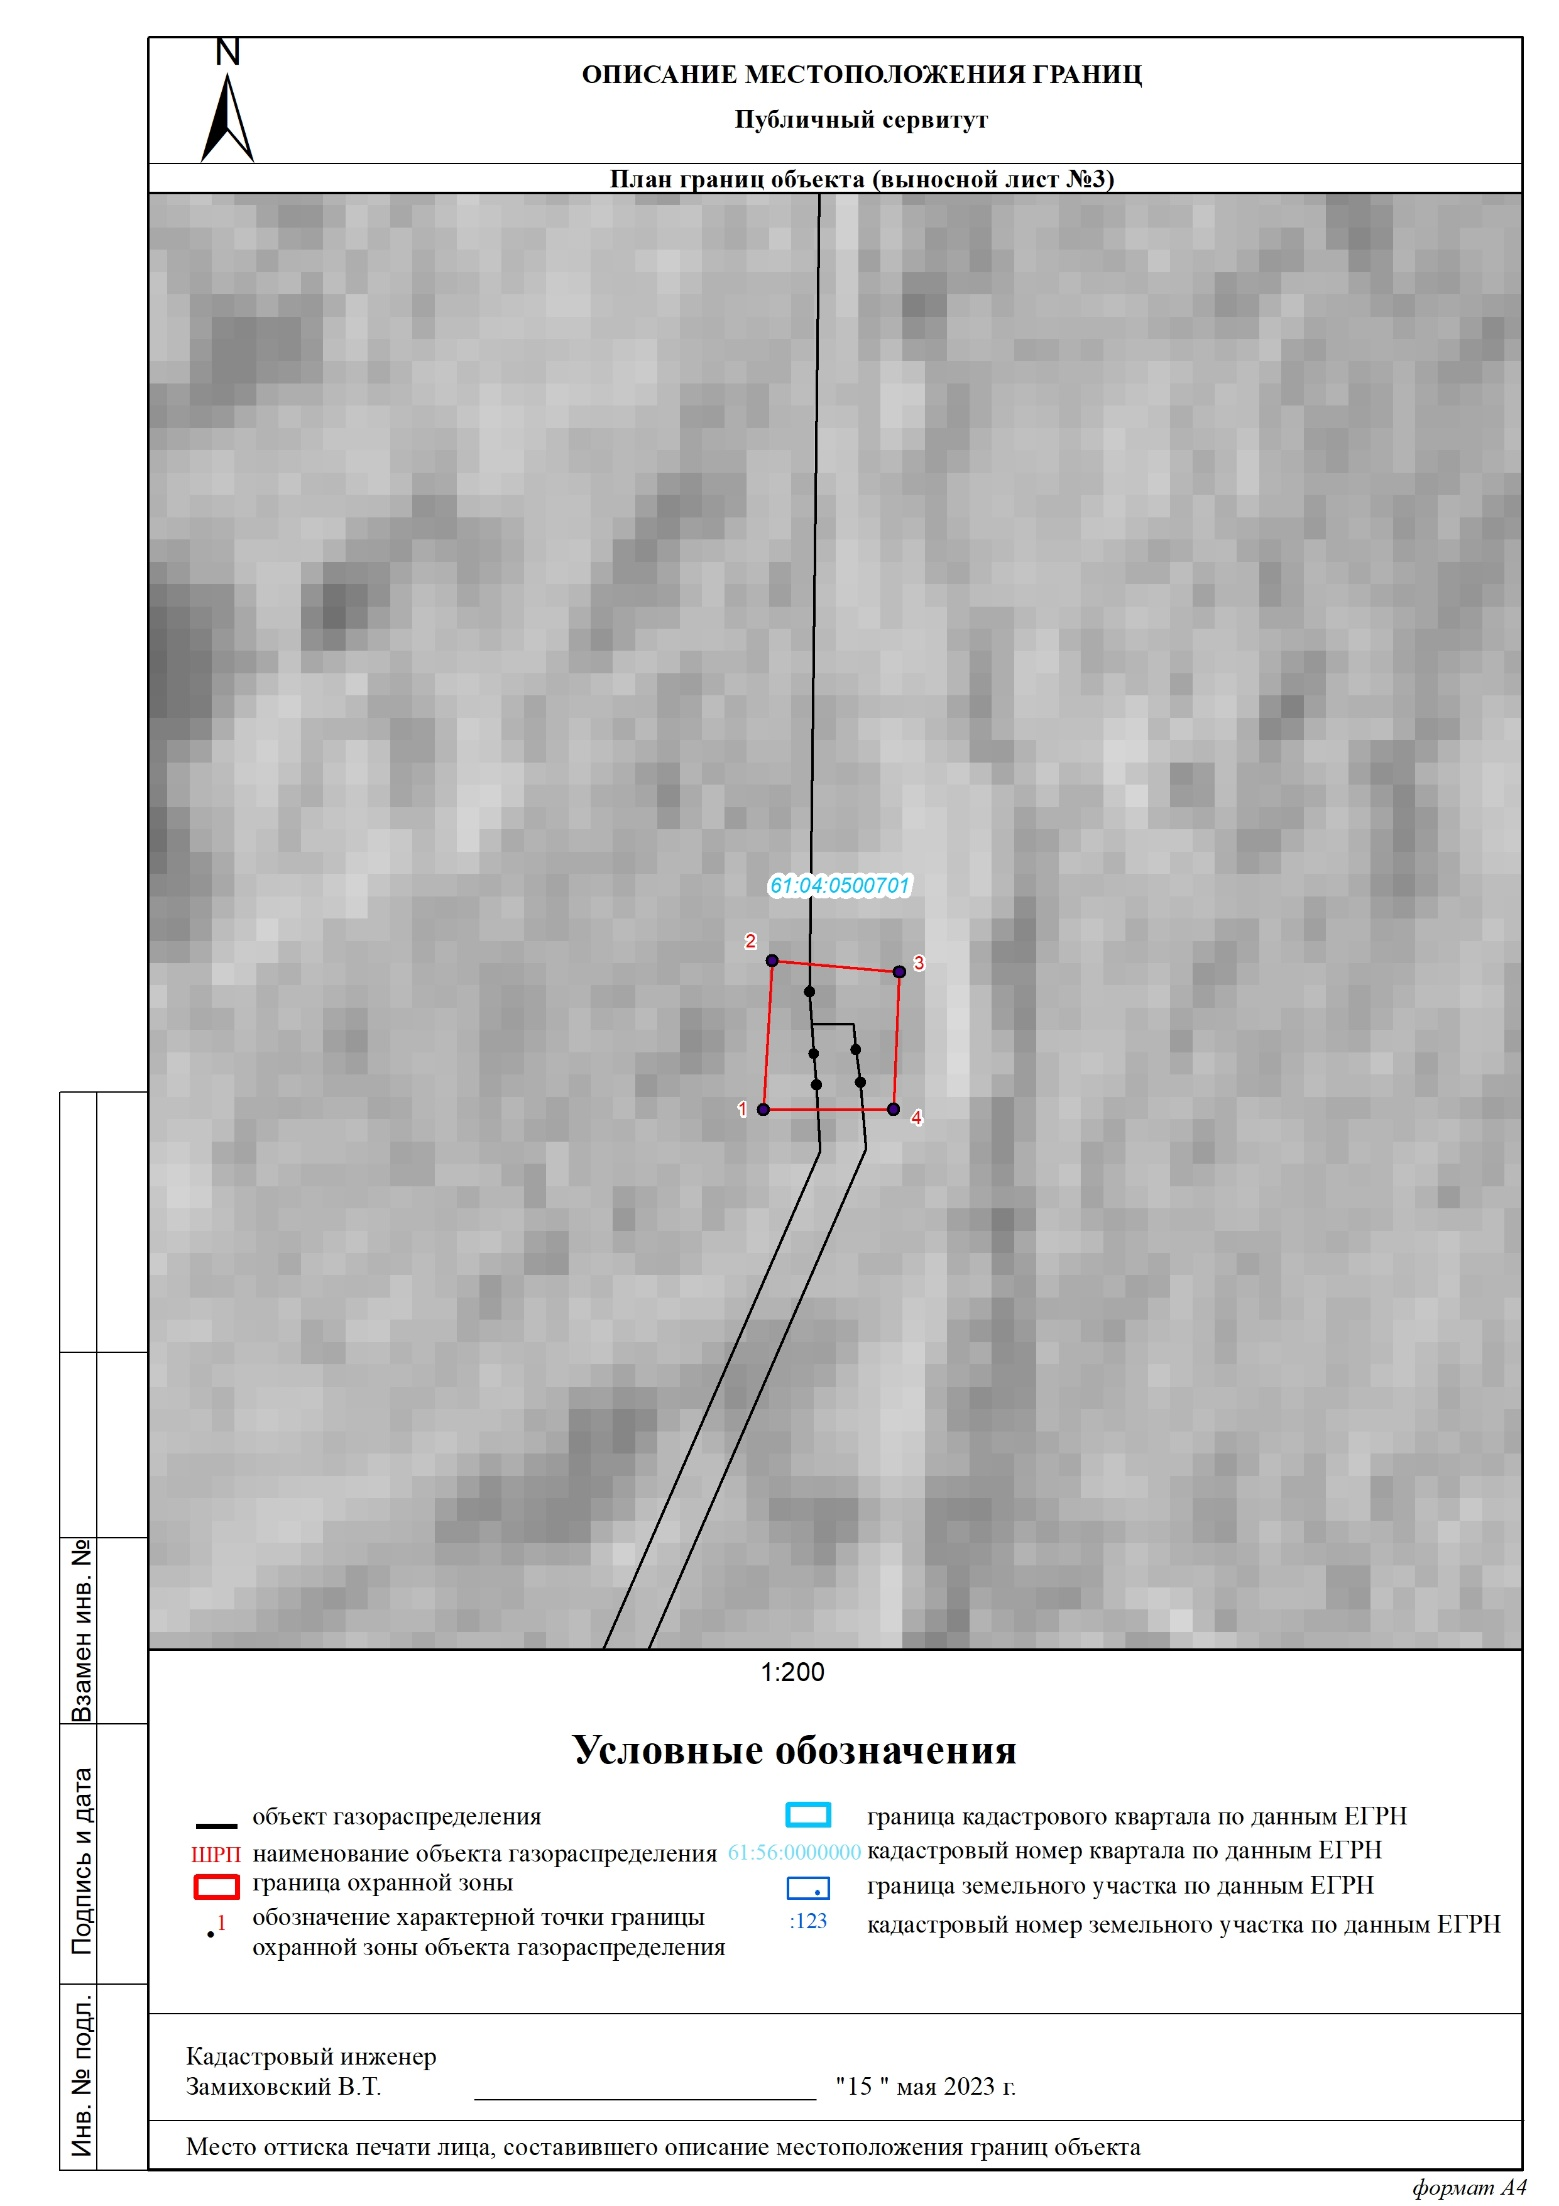 N
ОПИСАНИЕ МЕСТОПОЛОЖЕНИЯ ГРАНИЦ
Публичный сервитут
План границ объекта (выносной лист №3)
61:04:0500701
2
3
1
4
1:200
Условные обозначения
объект газораспределения
ШРП наименование объекта газораспределения
граница охранной зоны
1 обозначение характерной точки границы
охранной зоны объекта газораспределения
граница кадастрового квартала по данным ЕГРН
61:56:0000000 кадастровый номер квартала по данным ЕГРН
граница земельного участка по данным ЕГРН
:123 кадастровый номер земельного участка по данным ЕГРН
Взамен инв. №
Подпись и дата
Инв. № подл.
Кадастровый инженер
Замиховский В.Т. "15 " мая 2023 г.
Место оттиска печати лица, составившего описание местоположения границ объекта
формат А4